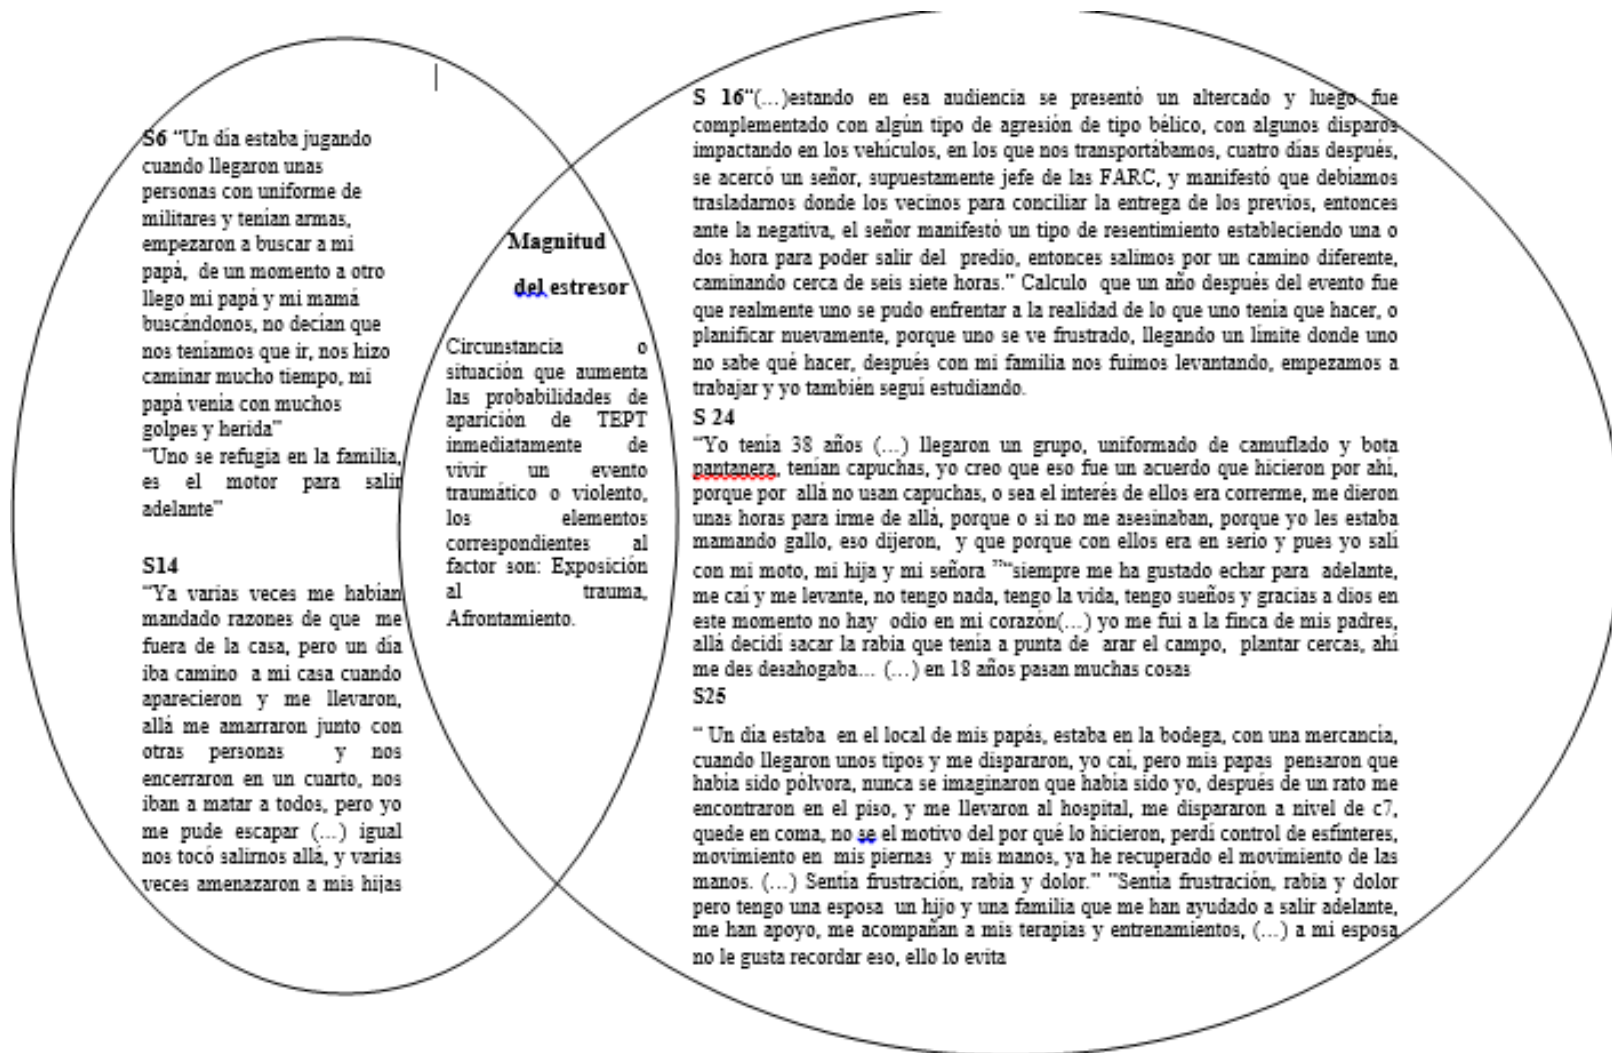 S6 “Un día estaba jugando
cuando llegaron unas
personas con uniforme de
militares y tenían armas,
empezaron a buscar a mi
papá, de un momento a otro
llego mi papá y mi mamá
buscándonos, no decían que
nos teníamos que ir, nos hizo
caminar mucho tiempo, mi
papá venía con muchos
golpes y herida”
“Uno se refugia en la familia,
es el motor para salir
adelante”
S14
“Ya varias veces me habían
mandado razones de que me
fuera de la casa, pero un día
iba camino a mi casa cuando
aparecieron y me llevaron,
allá me amarraron junto con
otras personas y nos
encerraron en un cuarto, nos
iban a matar a todos, pero yo
me pude escapar (...) igual
nos tocó salirnos allá, y varias
veces amenazaron a mis hijas
Magnitud
del estresor
Circunstancia o
situación que aumenta
las probabilidades de
aparición de TEPT
inmediatamente de
vivir un evento
traumático o violento,
los elementos
correspondientes al
factor son: Exposición
al trauma,
Afrontamiento.
S 16“(...)estando en esa audiencia se presentó un altercado y luego fue
complementado con algún tipo de agresión de tipo bélico, con algunos disparos
impactando en los vehículos, en los que nos transportábamos, cuatro días después,
se acercó un señor, supuestamente jefe de las FARC, y manifestó que debíamos
trasladarnos donde los vecinos para conciliar la entrega de los previos, entonces
ante la negativa, el señor manifestó un tipo de resentimiento estableciendo una o
dos hora para poder salir del predio, entonces salimos por un camino diferente,
caminando cerca de seis siete horas.” Calculo que un año después del evento fue
que realmente uno se pudo enfrentar a la realidad de lo que uno tenía que hacer, o
planificar nuevamente, porque uno se ve frustrado, llegando un límite donde uno
no sabe qué hacer, después con mi familia nos fuimos levantando, empezamos a
trabajar y yo también seguí estudiando.
S 24
“Yo tenía 38 años (...) llegaron un grupo, uniformado de camuflado y bota
pantanera, tenían capuchas, yo creo que eso fue un acuerdo que hicieron por ahí,
porque por allá no usan capuchas, o sea el interés de ellos era correrme, me dieron
unas horas para irme de allá, porque o si no me asesinaban, porque yo les estaba
mamando gallo, eso dijeron, y que porque con ellos era en serio y pues yo salí
con mi moto, mi hija y mi señora ”“siempre me ha gustado echar para adelante,
me caí y me levante, no tengo nada, tengo la vida, tengo sueños y gracias a dios en
este momento no hay odio en mi corazón(...) yo me fui a la finca de mis padres,
allá decidí sacar la rabia que tenía a punta de arar el campo, plantar cercas, ahí
me des desahogaba... (...) en 18 años pasan muchas cosas
S25
“ Un día estaba en el local de mis papás, estaba en la bodega, con una mercancía,
cuando llegaron unos tipos y me dispararon, yo caí, pero mis papas pensaron que
había sido pólvora, nunca se imaginaron que había sido yo, después de un rato me
encontraron en el piso, y me llevaron al hospital, me dispararon a nivel de c7,
quede en coma, no se el motivo del por qué lo hicieron, perdí control de esfínteres,
movimiento en mis piernas y mis manos, ya he recuperado el movimiento de las
manos. (...) Sentía frustración, rabia y dolor.” ”Sentía frustración, rabia y dolor
pero tengo una esposa un hijo y una familia que me han ayudado a salir adelante,
me han apoyo, me acompañan a mis terapias y entrenamientos, (...) a mi esposa
no le gusta recordar eso, ello lo evita